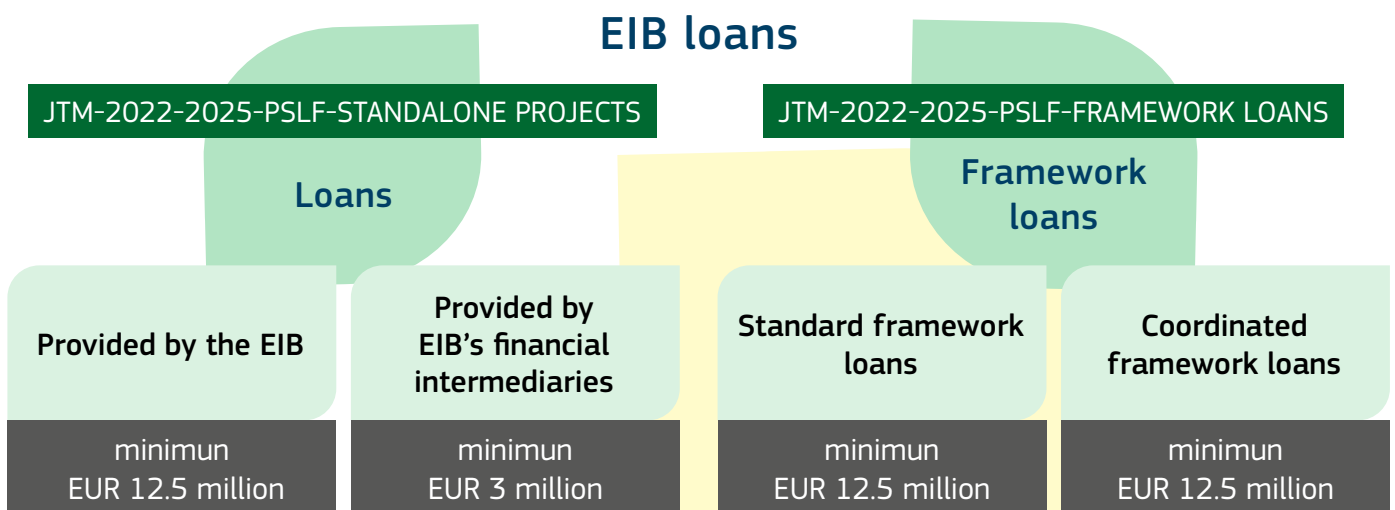 EIB loans
JTM-2022-2025-PSLF-STANDALONE PROJECTS
JTM-2022-2025-PSLF-FRAMEWORK LOANS
Loans
Framework
loans
Provided by the EIB
Provided by
EIB's financial
intermediaries
Standard framework
loans
Coordinated
framework loans
minimun
EUR 12.5 million
minimun
EUR 3 million
minimun
EUR 12.5 million
minimun
EUR 12.5 million